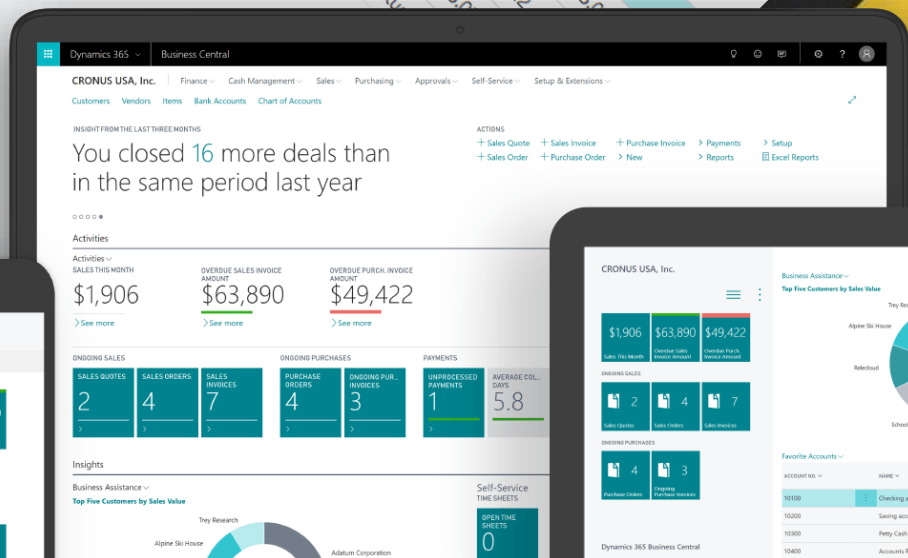 Dynamics 365 Business Central
CRONUS USA, Inc. Finance Cash Management Sales Purchasing Approvals Self-Service Setup & Extensions
Customers Vendors Items Bank Accounts Chart of Accounts
INSIGHT FROM THE LAST THREE MONTHS
You closed 16 more deals than
in the same period last year
ACTIONS
+ Sales Quote + Sales Invoice + Purchase Invoice > Payments > Setup
+ Sales Order + Purchase Order > New > Reports Excel Reports
Activities
Activities
SALES THIS MONTH
$1,906
> See more
OVERDUE SALES INVOICE
AMOUNT
$63,890
> See more
OVERDUE PURCH. INVOICE
AMOUNT
$49,422
> See more
ONGOING SALES
SALES QUOTES
2
SALES ORDERS
4
SALES
INVOICES
7
ONGOING PURCHASES
PURCHASE
ORDERS
4
ONGOING PUR...
INVOICES
3
PAYMENTS
UNPROCESSED
PAYMENTS
1
AVERAGE COL...
DAYS
5.8
Insights
Business Assistance
Top Five Customers by Sales Value
Trey Research
Alpine Ski House
Adatum Corporation
Self-Service
TIME SHEETS
OPEN TIME
SHEETS
0
CRONUS USA, Inc.
$1,906
Sales This Month
$63,890
Overdue Sales
Invoice Amount
$49,422
Overdue Purch.
Invoice Amount
ONGOING SALES
2
Sales Quotes
4
Sales Orders
7
Sales Invoices
ONGOING PURCHASES
4
Purchase Orders
3
Ongoing
Purchase Invoices
Dynamics 365 Business Central
Business Assistance
Top Five Customers by Sales Value
Trey Res
Alpine Ski House
Relecloud
School
Favorite Accounts
ACCOUNT NO. NAME
10100 Checking a
10200 Saving acc
10300 Petty Cash
10400 Accounts R